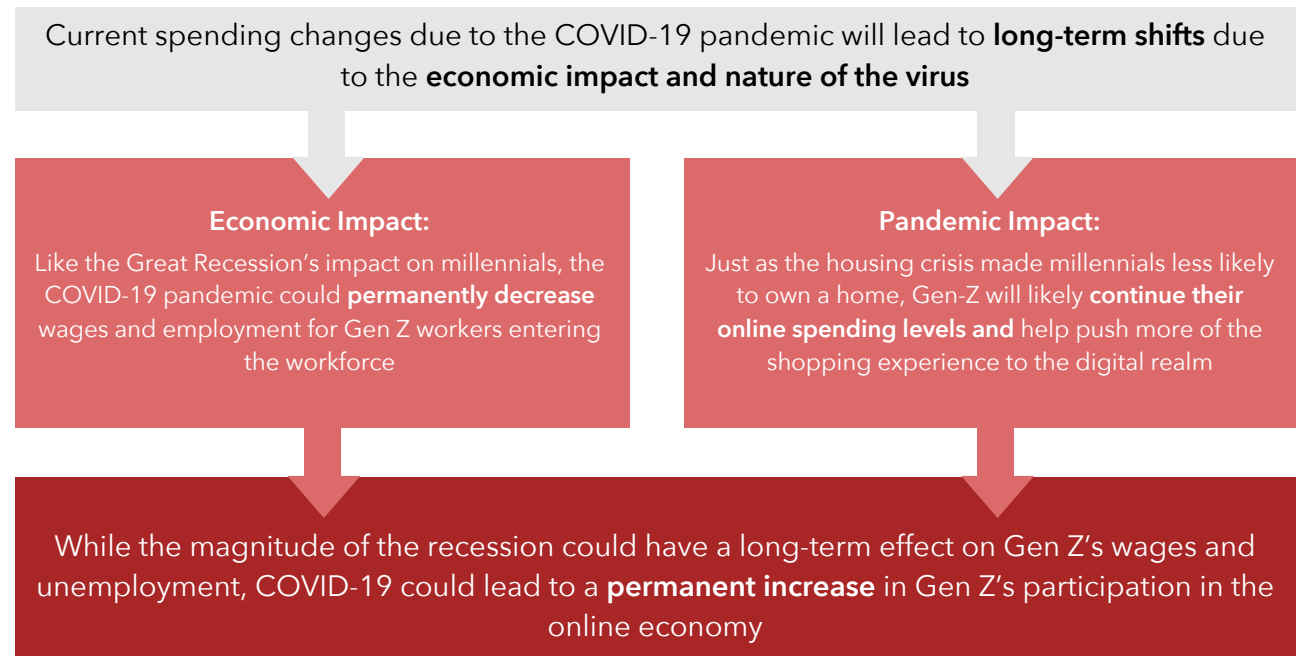 Current spending changes due to the COVID-19 pandemic will lead to long-term shifts due
to the economic impact and nature of the virus
Economic Impact:
Like the Great Recession’s impact on millennials, the
COVID-19 pandemic could permanently decrease
wages and employment for Gen Z workers entering
the workforce
Pandemic Impact:
Just as the housing crisis made millennials less likely
to own a home, Gen-Z will likely continue their
online spending levels and help push more of the
shopping experience to the digital realm
While the magnitude of the recession could have a long-term effect on Gen Z’s wages and
unemployment, COVID-19 could lead to a permanent increase in Gen Z’s participation in the
online economy